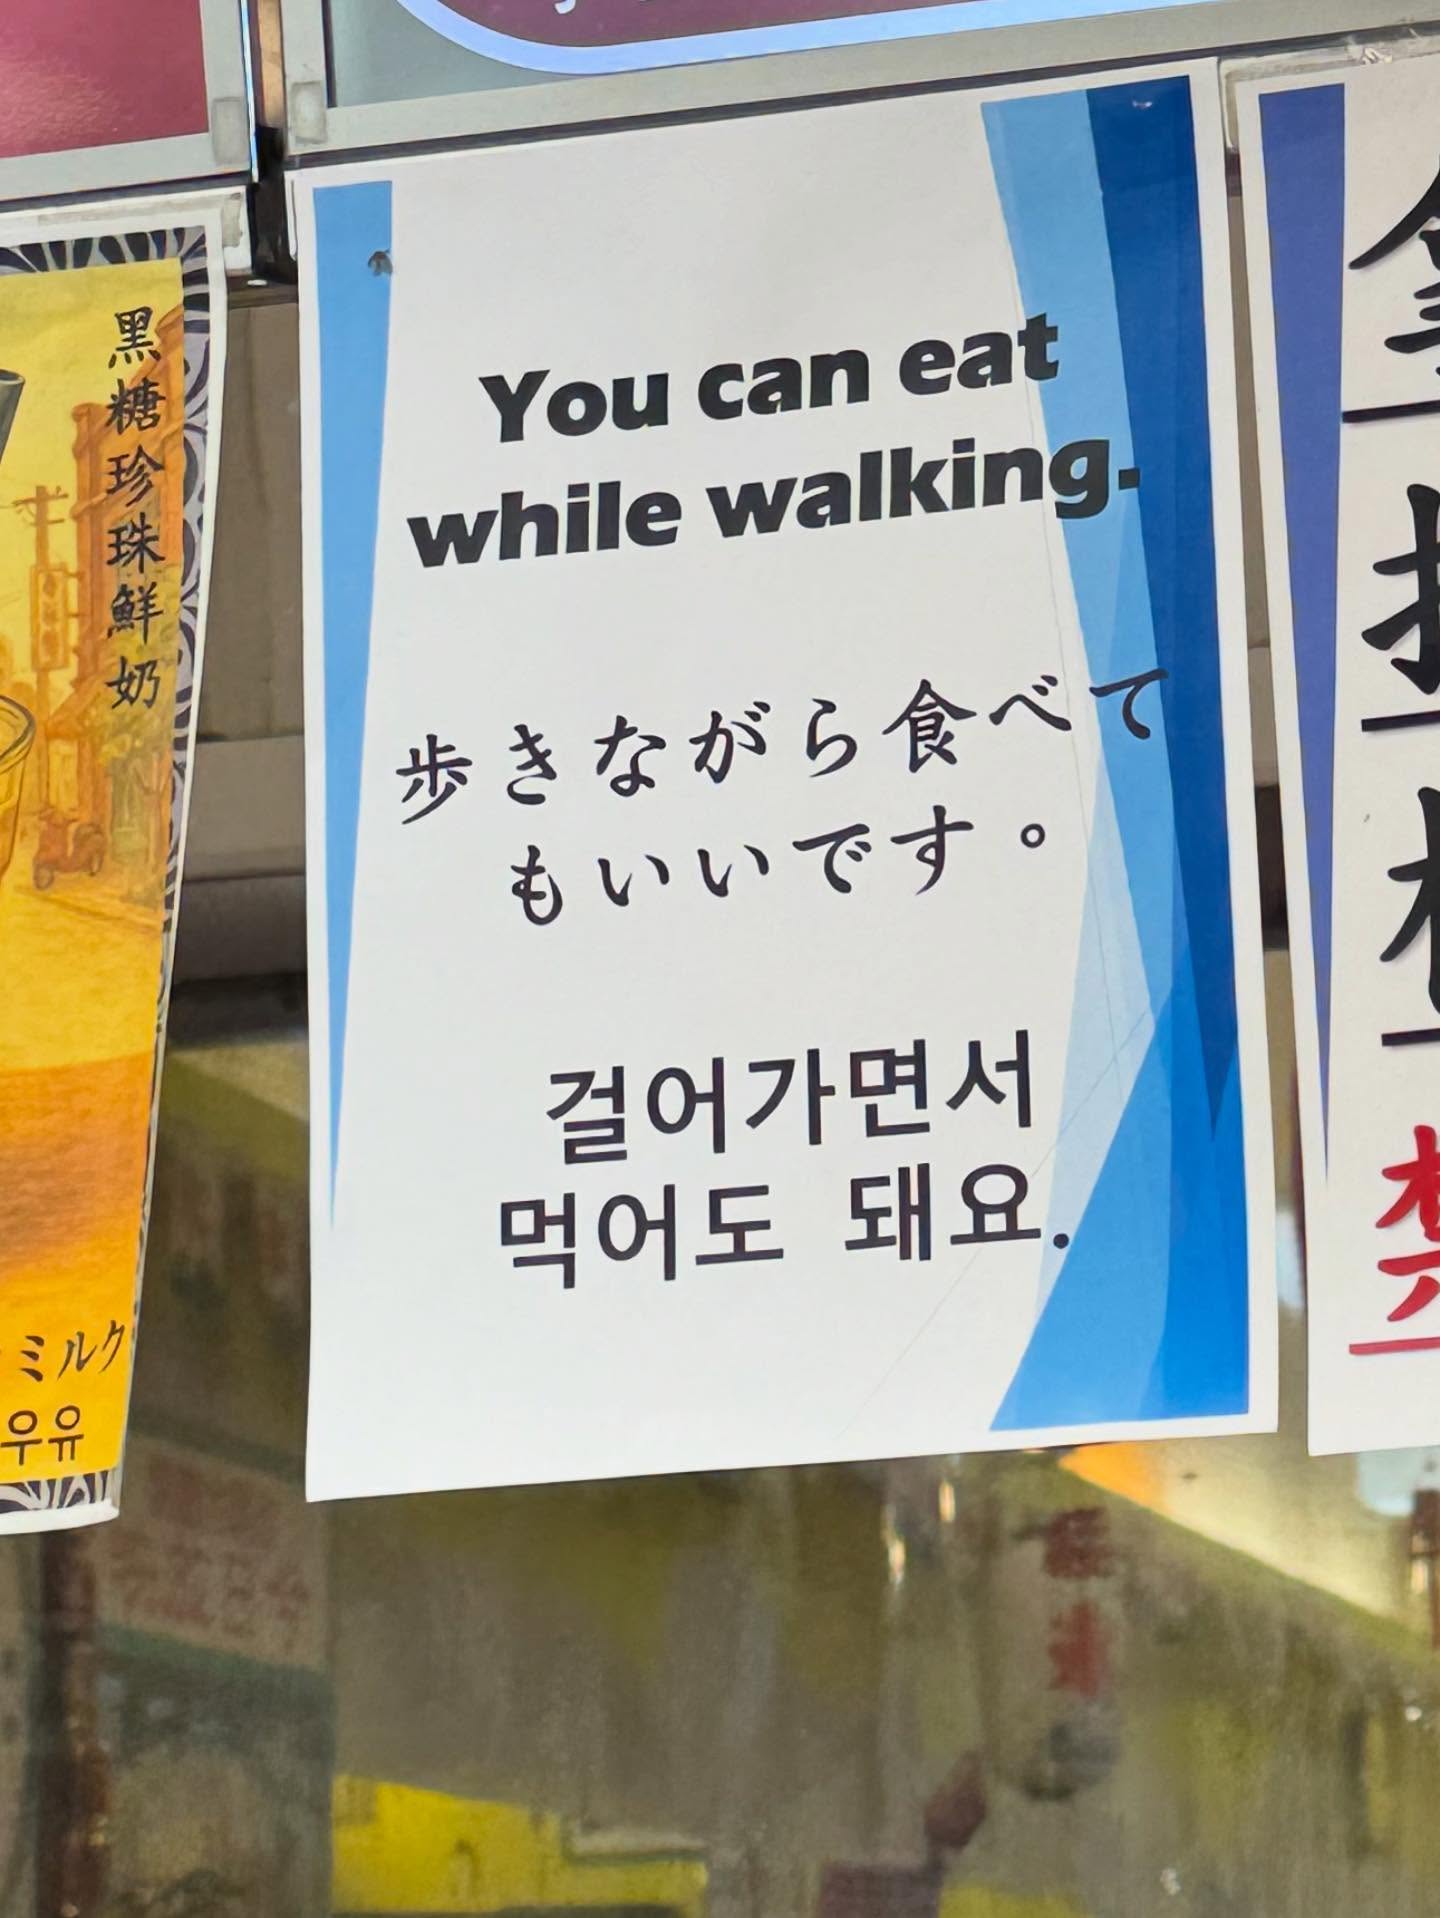 黑糖珍珠鮮奶
ミルク
우유
You can eat
while walking.
歩きながら食べて
もいいです。
걸어가면서
먹어도 돼요.